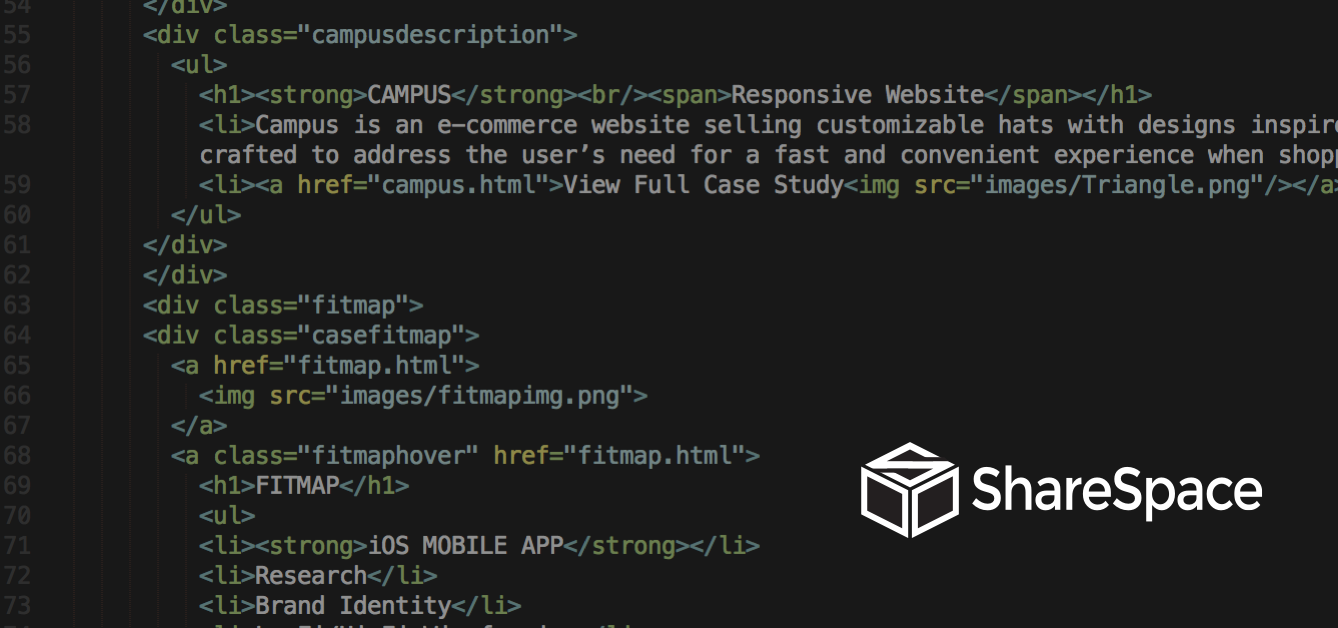 54 </div>
55 <div class="campusdescription">
56 <ul>
57 <h1><strong>CAMPUS</strong><br/><span>Responsive Website</span></h1>
58 <li>Campus is an e-commerce website selling customizable hats with designs inspire
crafted to address the user’s need for a fast and convenient experience when shopp
59 <li><a href="campus.html">View Full Case Study<img src="images/Triangle.png"/></a>
60 </ul>
61 </div>
62 </div>
63 <div class="fitmap">
64 <div class="casefitmap">
65 <a href="fitmap.html">
66 <img src="images/fitmapimg.png">
67 </a>
68 <a class="fitmaphover" href="fitmap.html">
69 <h1>FITMAP</h1>
70 <ul>
71 <li><strong>iOS MOBILE APP</strong></li>
72 <li>Research</li>
73 <li>Brand Identity</li>
ShareSpace